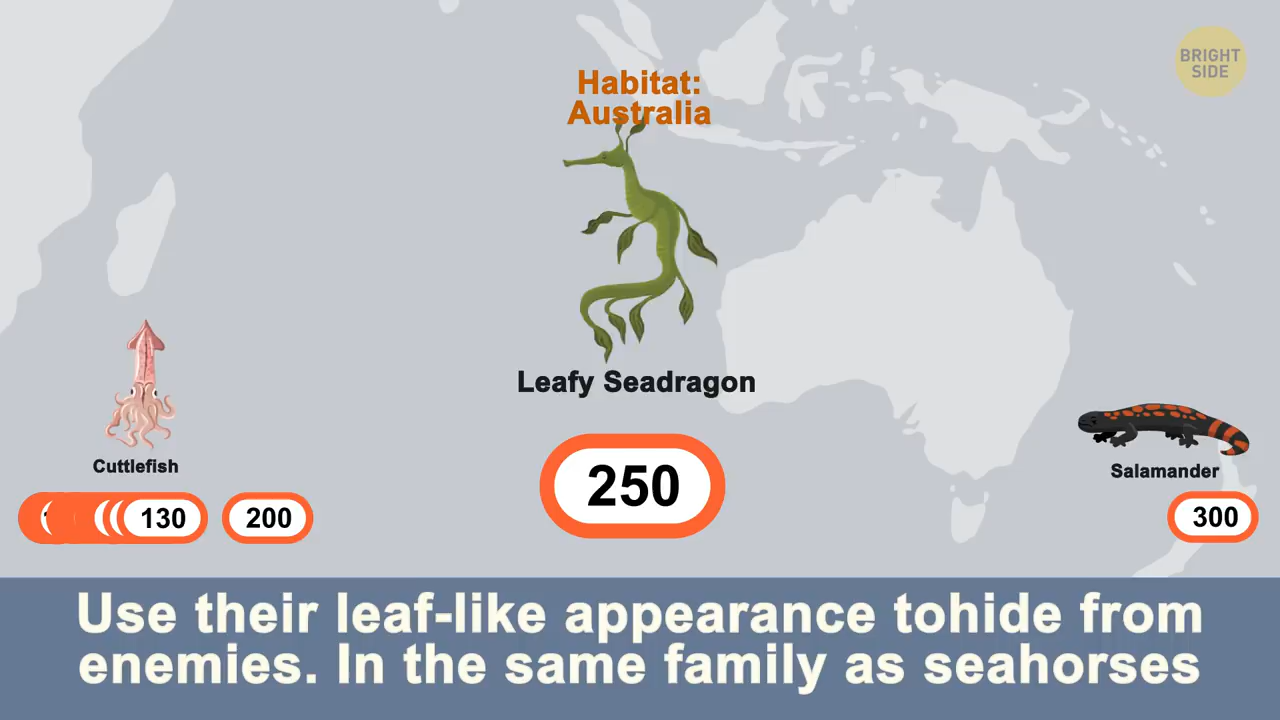 BRIGHT
SIDE
Habitat:
Australia
Leafy Seadragon
Cuttlefish
Salamander
130
200
250
300
Use their leaf-like appearance tohide from
enemies. In the same family as seahorses